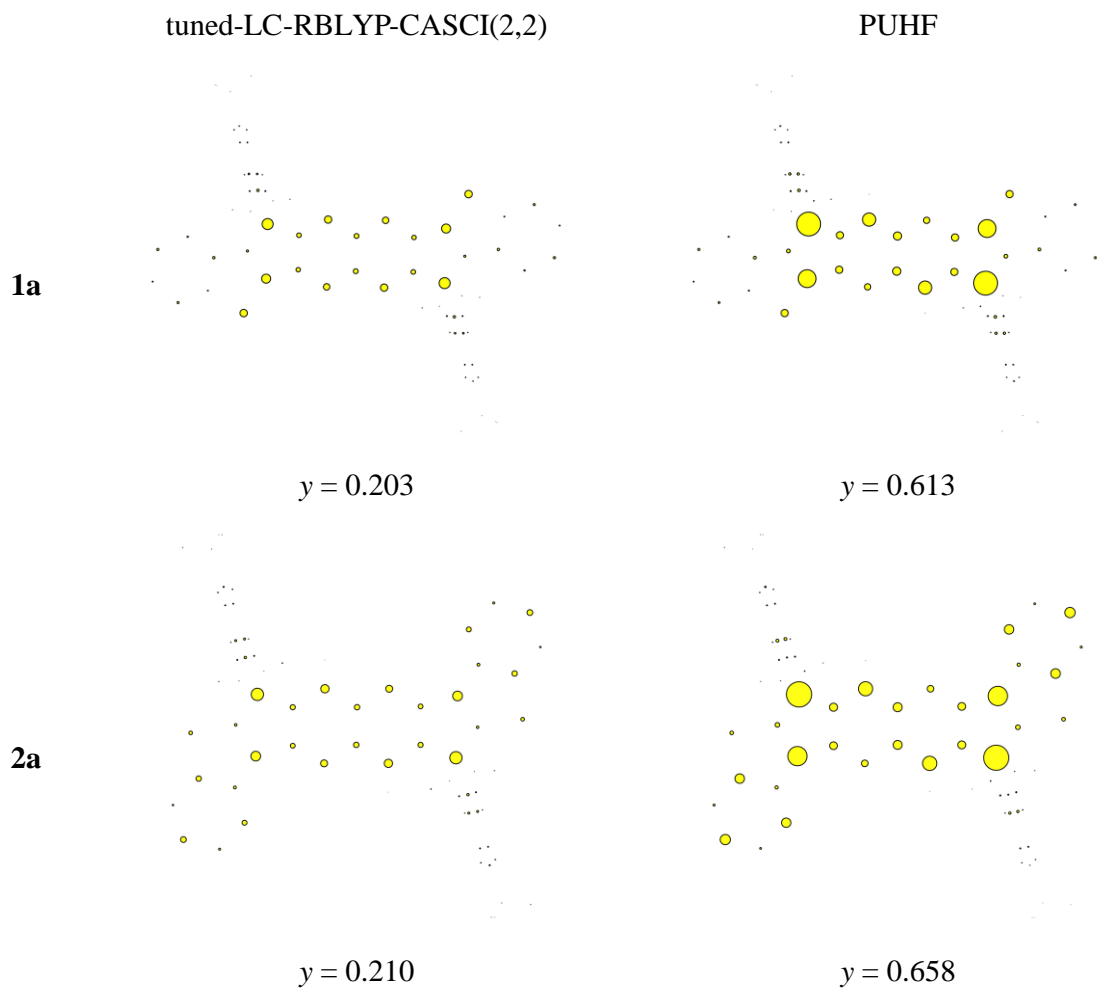 tuned-LC-RBLYP-CASCI(2,2) PUHF
1a
y = 0.203 y = 0.613
2a
y = 0.210 y = 0.658